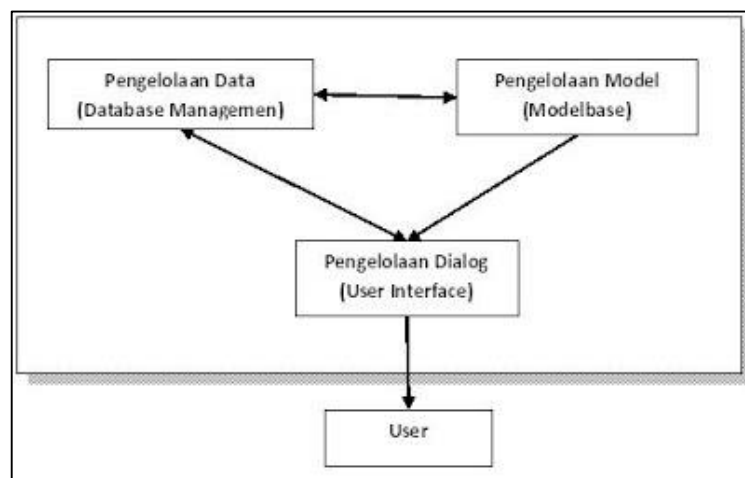 Pengelolaan Data
(Database Managemen)
Pengelolaan Model
(Modelbase)
Pengelolaan Dialog
(User Interface)
User